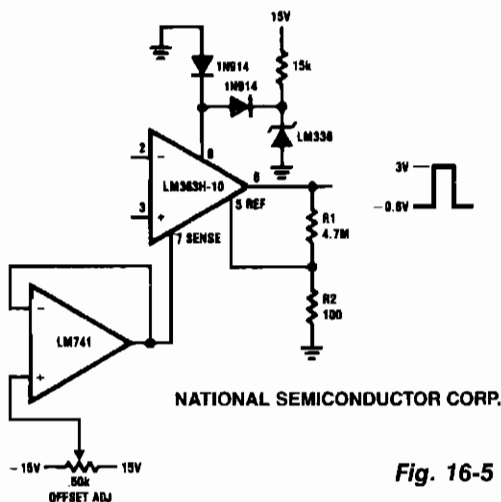 15V
15k
1N914
1N914
LM336
2
8
6
LM363H-10
5 REF
3
7 SENSE
R1
4.7M
R2
100
3V
-0.6V
LM741
NATIONAL SEMICONDUCTOR CORP.
-15V
15V
50k
OFFSET ADJ
Fig. 16-5